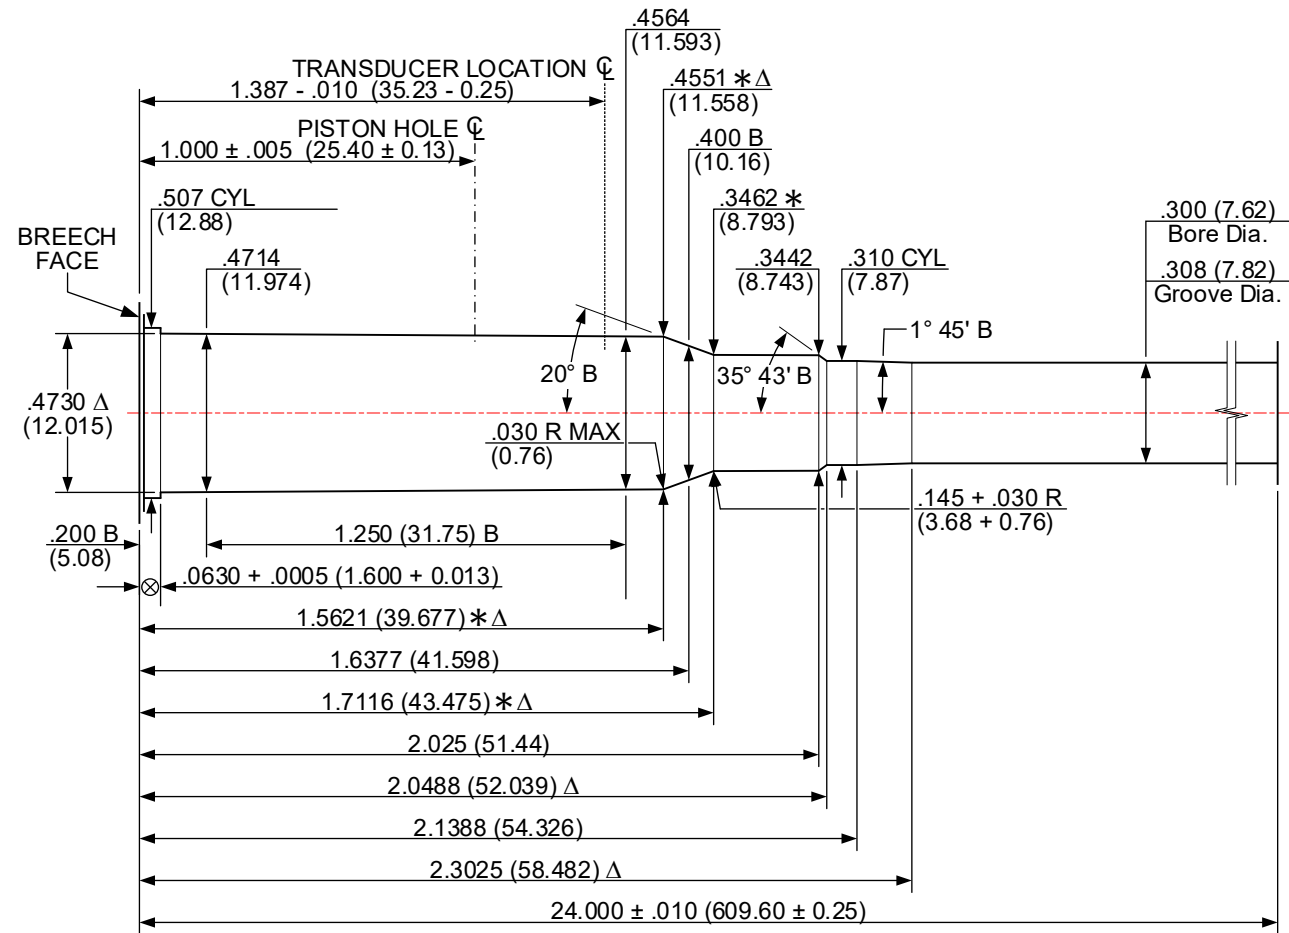 .4564
(11.593)
TRANSDUCER LOCATION ℄
1.387 - .010 (35.23 - 0.25)
.4551 * Δ
(11.558)
PISTON HOLE ℄
1.000 ± .005 (25.40 ± 0.13)
.400 B
(10.16)
.507 CYL
(12.88)
.3462 *
(8.793)
.300 (7.62)
Bore Dia.
BREECH
FACE
.4714
(11.974)
.3442
(8.743)
.310 CYL
(7.87)
.308 (7.82)
Groove Dia.
1° 45' B
20° B
35° 43' B
.4730 Δ
(12.015)
.030 R MAX
(0.76)
.145 + .030 R
(3.68 + 0.76)
.200 B
(5.08)
1.250 (31.75) B
.0630 + .0005 (1.600 + 0.013)
1.5621 (39.677) * Δ
1.6377 (41.598)
1.7116 (43.475) * Δ
2.025 (51.44)
2.0488 (52.039) Δ
2.1388 (54.326)
2.3025 (58.482) Δ
24.000 ± .010 (609.60 ± 0.25)